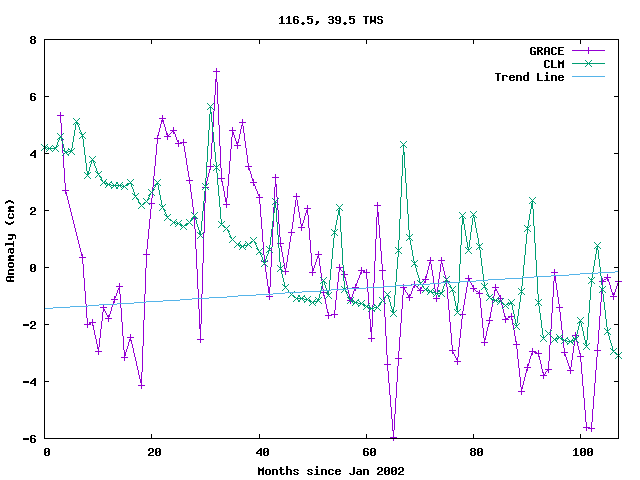 116.5, 39.5 TWS
GRACE
CLM
Trend Line
8
6
4
2
0
-2
-4
-6
Anomaly (cm)
0 20 40 60 80 100
Months since Jan 2002